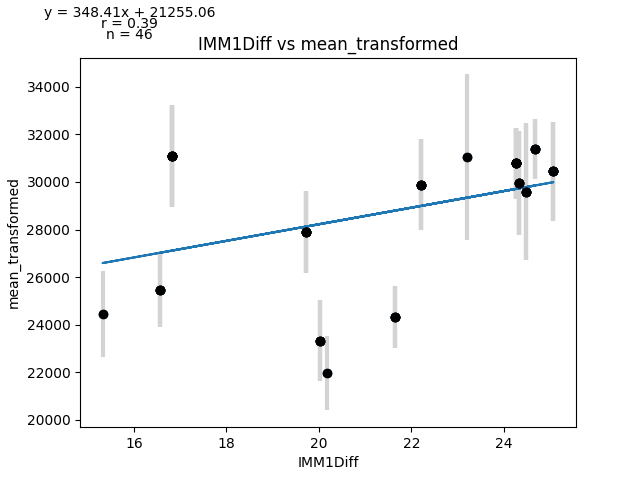 y = 348.41x + 21255.06
r = 0.39
n = 46
IMM1Diff vs mean_transformed
34000
32000
30000
28000
26000
24000
22000
20000
mean_transformed
16 18 20 22 24
IMM1Diff